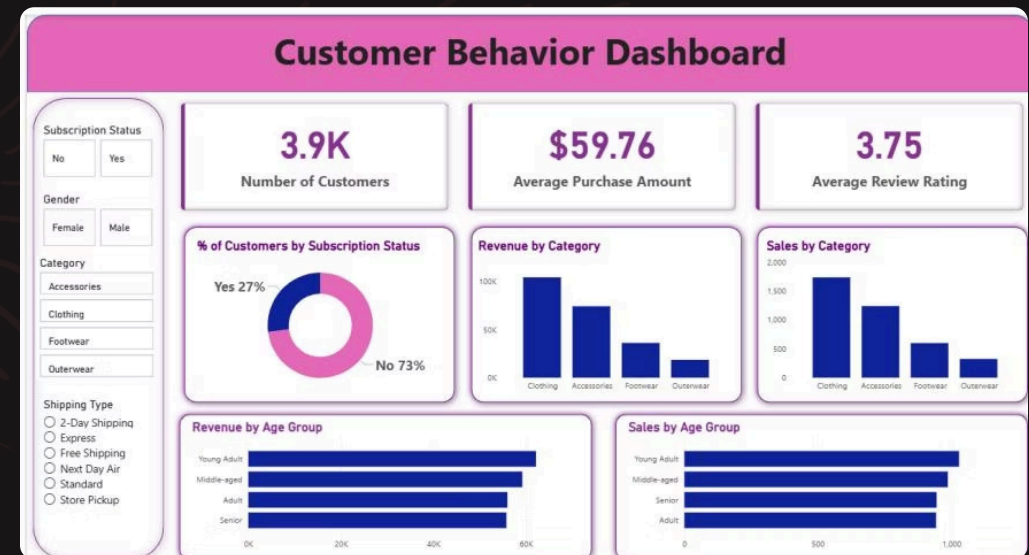 Customer Behavior Dashboard
Subscription Status
No
Yes
Gender
Female
Male
Category
Accessories
Clothing
Footwear
Outerwear
Shipping Type
2-Day Shipping
Express
Free Shipping
Next Day Air
Standard
Store Pickup
3.9K
Number of Customers
$59.76
Average Purchase Amount
3.75
Average Review Rating
% of Customers by Subscription Status
Yes 27%
No 73%
Revenue by Category
100K
50K
0K
Clothing
Accessories
Footwear
Outerwear
Sales by Category
2,000
1,500
1,000
500
0
Clothing
Accessories
Footwear
Outerwear
Revenue by Age Group
Young Adult
Middle-aged
Adult
Senior
0K
20K
40K
60K
Sales by Age Group
Young Adult
Middle-aged
Senior
Adult
0
500
1,000